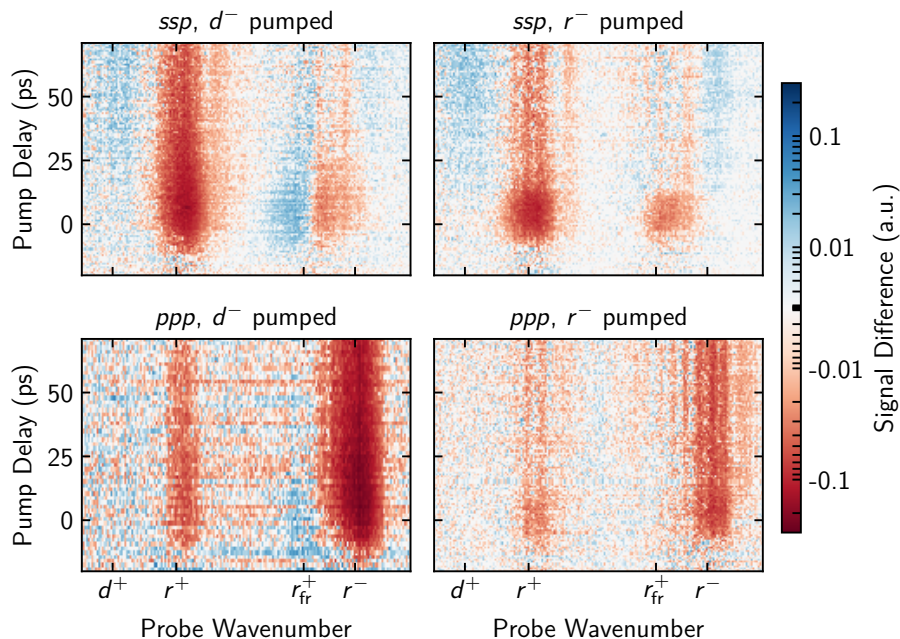 ssp, d⁻ pumped
ssp, r⁻ pumped
Pump Delay (ps)
50
25
0
0.1
0.01
-0.01
-0.1
Signal Difference (a.u.)
ppp, d⁻ pumped
ppp, r⁻ pumped
Pump Delay (ps)
50
25
0
d⁺ r⁺ r⁺fr r⁻
d⁺ r⁺ r⁺fr r⁻
Probe Wavenumber
Probe Wavenumber